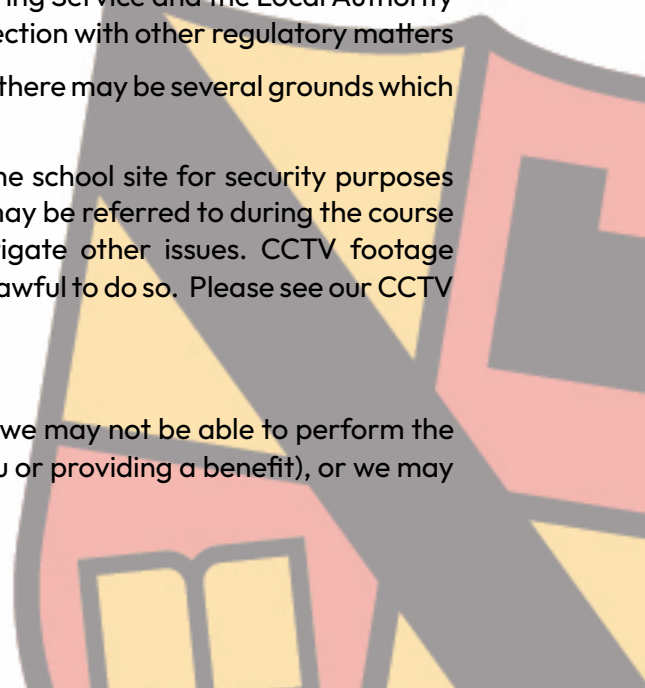 ring Service and the Local Authority
ection with other regulatory matters
there may be several grounds which
he school site for security purposes
may be referred to during the course
tigate other issues. CCTV footage
awful to do so. Please see our CCTV
we may not be able to perform the
u or providing a benefit), or we may